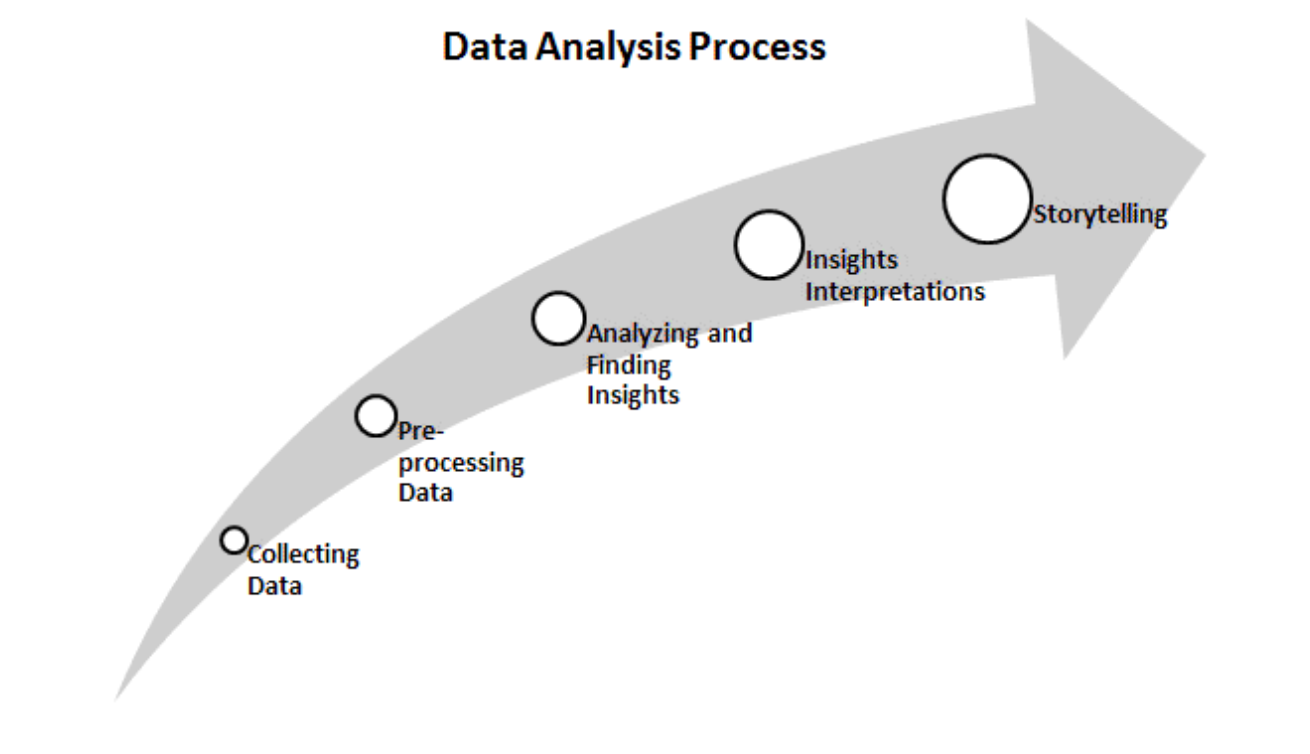 Data Analysis Process
Collecting
Data
Pre-
processing
Data
Analyzing and
Finding
Insights
Insights
Interpretations
Storytelling